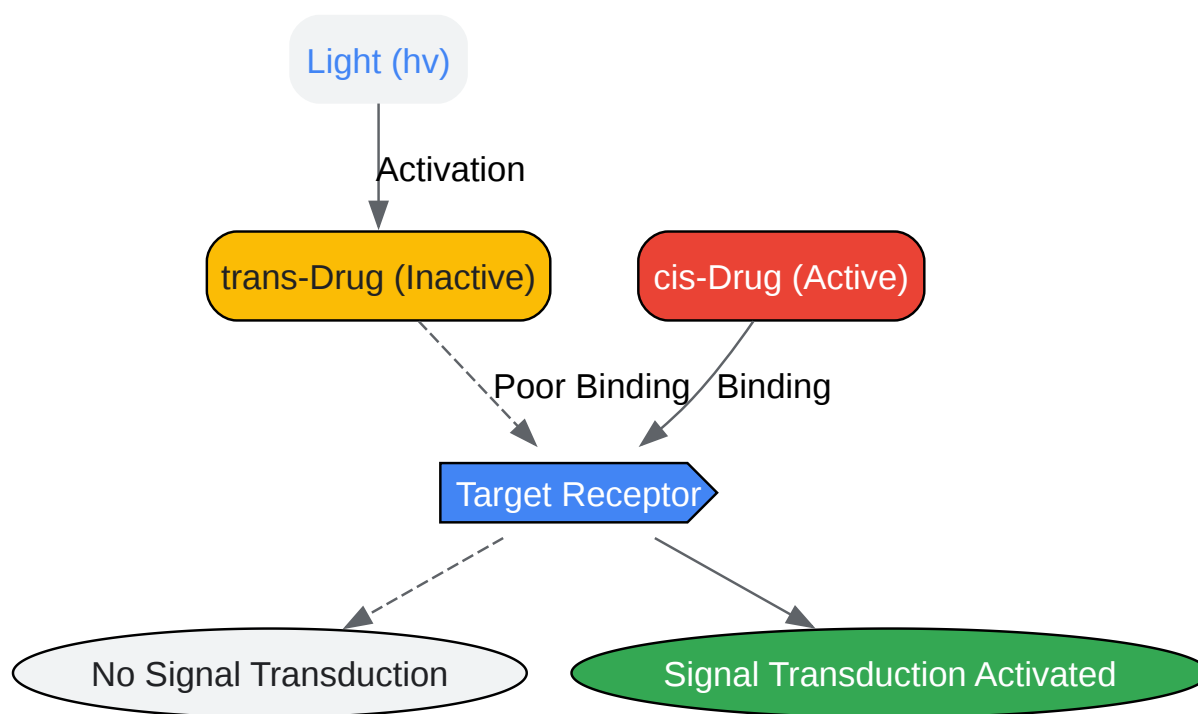 Light (hv)
Activation
trans-Drug (Inactive)
cis-Drug (Active)
Poor Binding
Binding
Target Receptor
No Signal Transduction
Signal Transduction Activated